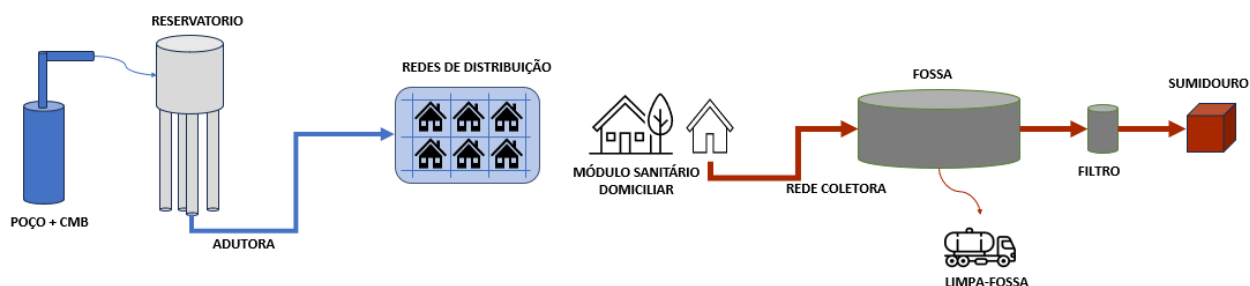 RESERVATORIO
POÇO + CMB
ADUTORA
REDES DE DISTRIBUIÇÃO
MÓDULO SANITÁRIO
DOMICILIAR
REDE COLETORA
FOSSA
LIMPA-FOSSA
FILTRO
SUMIDOURO